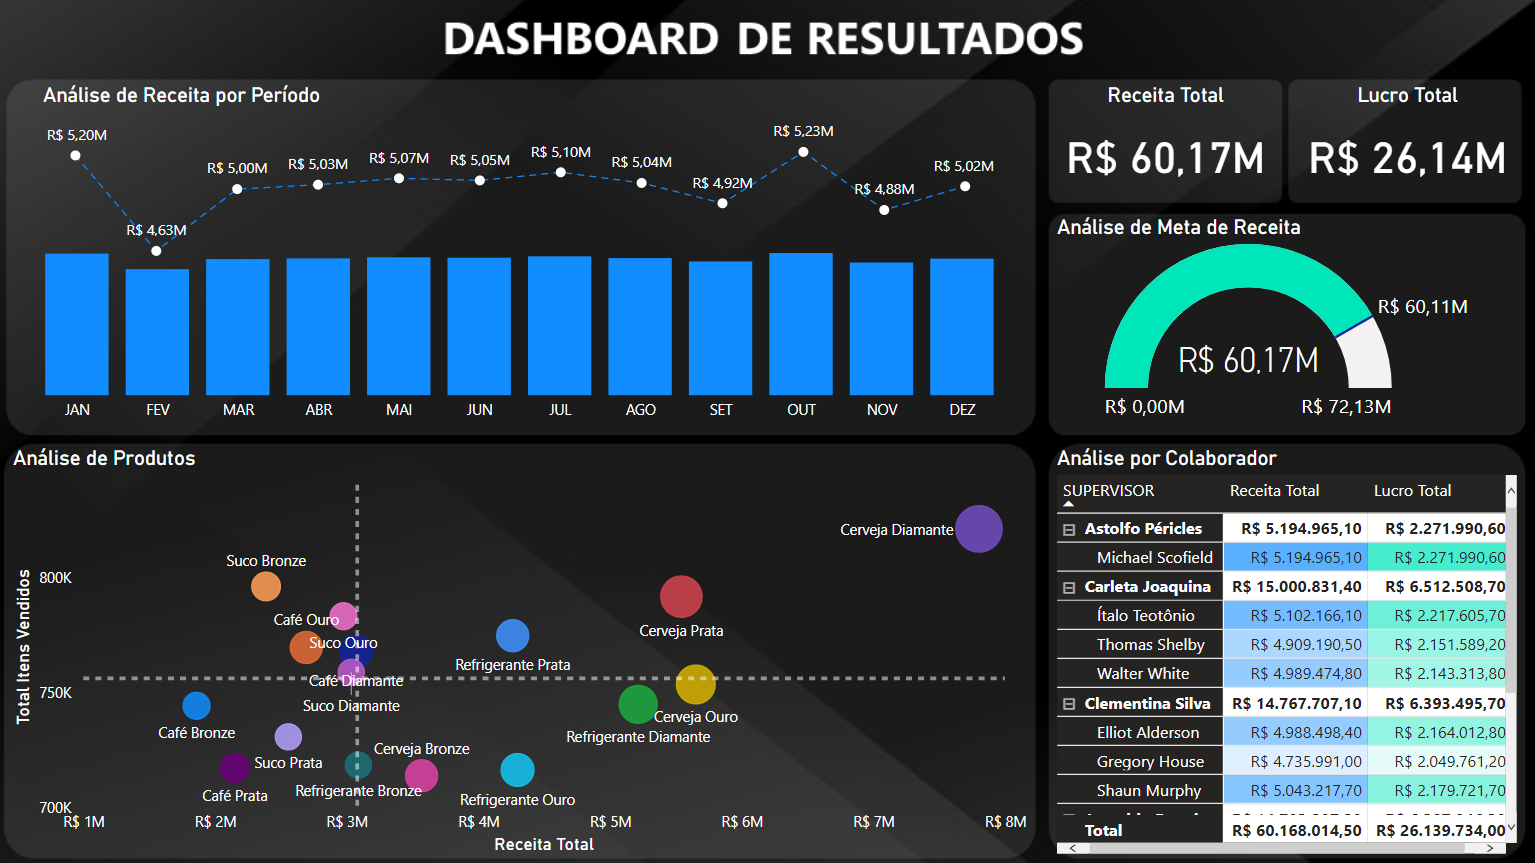 DASHBOARD DE RESULTADOS
Análise de Receita por Período
R$ 5,20M
R$ 4,63M
R$ 5,00M
R$ 5,03M
R$ 5,07M
R$ 5,05M
R$ 5,10M
R$ 5,04M
R$ 4,92M
R$ 5,23M
R$ 4,88M
R$ 5,02M
JAN FEV MAR ABR MAI JUN JUL AGO SET OUT NOV DEZ
Receita Total
R$ 60,17M
Lucro Total
R$ 26,14M
Análise de Meta de Receita
R$ 60,11M
R$ 60,17M
R$ 0,00M
R$ 72,13M
Análise de Produtos
Total Itens Vendidos
800K
750K
700K
Cerveja Diamante
Suco Bronze
Café Ouro
Cerveja Prata
Suco Ouro
Refrigerante Prata
Café Diamante
Suco Diamante
Cerveja Ouro
Café Bronze
Refrigerante Diamante
Cerveja Bronze
Suco Prata
Refrigerante Bronze
Café Prata
Refrigerante Ouro
R$ 1M R$ 2M R$ 3M R$ 4M R$ 5M R$ 6M R$ 7M R$ 8M
Receita Total
Análise por Colaborador
SUPERVISOR Receita Total Lucro Total
Astolfo Péricles R$ 5.194.965,10 R$ 2.271.990,60
Michael Scofield R$ 5.194.965,10 R$ 2.271.990,60
Carleta Joaquina R$ 15.000.831,40 R$ 6.512.508,70
Ítalo Teotônio R$ 5.102.166,10 R$ 2.217.605,70
Thomas Shelby R$ 4.909.190,50 R$ 2.151.589,20
Walter White R$ 4.989.474,80 R$ 2.143.313,80
Clementina Silva R$ 14.767.707,10 R$ 6.393.495,70
Elliot Alderson R$ 4.988.498,40 R$ 2.164.012,80
Gregory House R$ 4.735.991,00 R$ 2.049.761,20
Shaun Murphy R$ 5.043.217,70 R$ 2.179.721,70
Total R$ 60.168.014,50 R$ 26.139.734,00